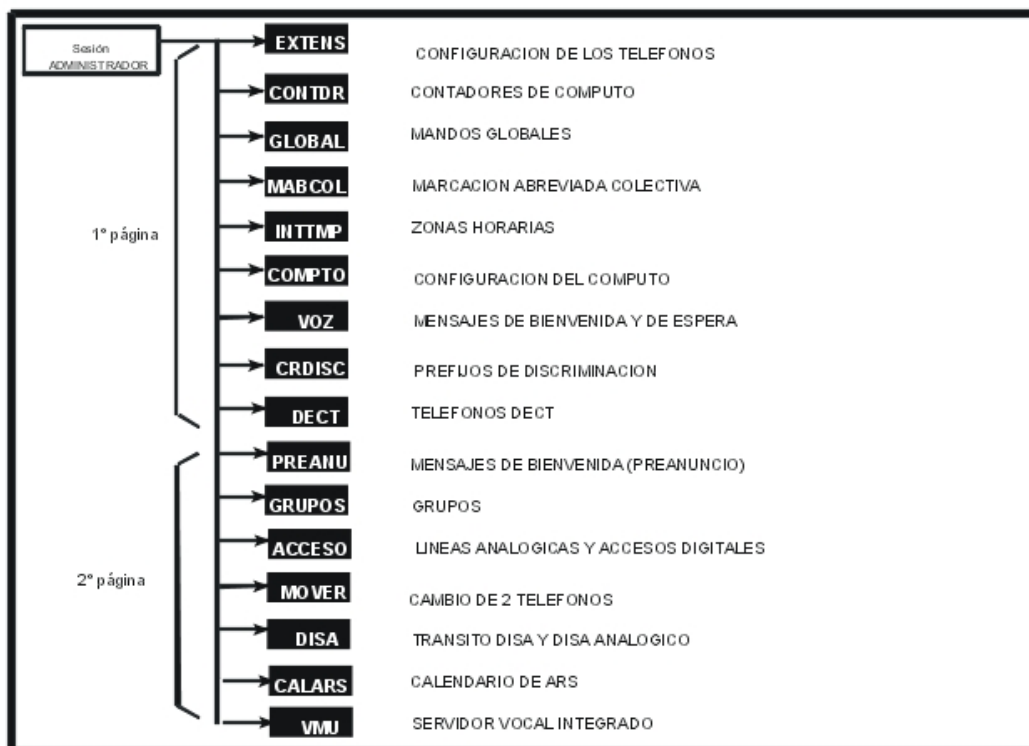 Sesión
ADMINISTRADOR
EXTENS CONFIGURACION DE LOS TELEFONOS
CONTDR CONTADORES DE COMPUTO
GLOBAL MANDOS GLOBALES
MABCOL MARCACION ABREVIADA COLECTIVA
1º página
INTTMP ZONAS HORARIAS
COMPTO CONFIGURACION DEL COMPUTO
VOZ MENSAJES DE BIENVENIDA Y DE ESPERA
CRDISC PREFIJOS DE DISCRIMINACION
DECT TELEFONOS DECT
PREANU MENSAJES DE BIENVENIDA (PREANUNCIO)
GRUPOS GRUPOS
ACCESO LINEAS ANALOGICAS Y ACCESOS DIGITALES
2º página
MOVER CAMBIO DE 2 TELEFONOS
DISA TRANSITO DISA Y DISA ANALOGICO
CALARS CALENDARIO DE ARS
VMU SERVIDOR VOCAL INTEGRADO